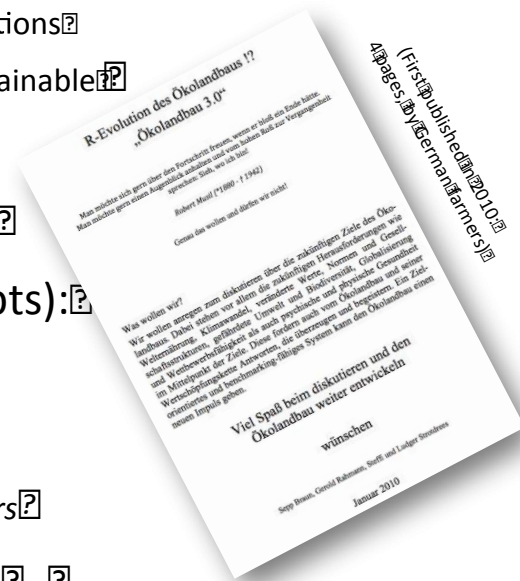 tions
ainable
pts):
rs
(First published in 2010:
4 pages, by German farmers)
R-Evolution des Ökolandbaus !?
„Ökolandbau 3.0“
Man möchte sich gern über den Fortschritt freuen, wenn er bloß ein Ende hätte.
Man möchte gern einen Augenblick anhalten und vom hohen Roß zur Vergangenheit
sprechen: Sieh, wo ich bin!
Robert Musil (*1880 - † 1942)
Genau das wollen und dürfen wir nicht!
Was wollen wir?
Wir wollen anregen zum diskutieren über die zukünftigen Ziele des Öko-
landbaus. Dabei stehen vor allem die zukünftigen Herausforderungen wie
Welternährung, Klimawandel, veränderte Werte, Normen und Gesell-
schaftsstrukturen, gefährdete Umwelt und Biodiversität, Globalisierung
und Wettbewerbsfähigkeit als auch psychische und physische Gesundheit
im Mittelpunkt der Ziele. Diese fordern auch vom Ökolandbau und seiner
Wertschöpfungskette Antworten, die überzeugen und begeistern. Ein Ziel-
orientiertes und benchmarking-fähiges System kann den Ökolandbau einen
neuen Impuls geben.
Viel Spaß beim diskutieren und den
Ökolandbau weiter entwickeln
wünschen
Sepp Braun, Gerold Rahmann, Steffi und Ludger Strotdrees
Januar 2010